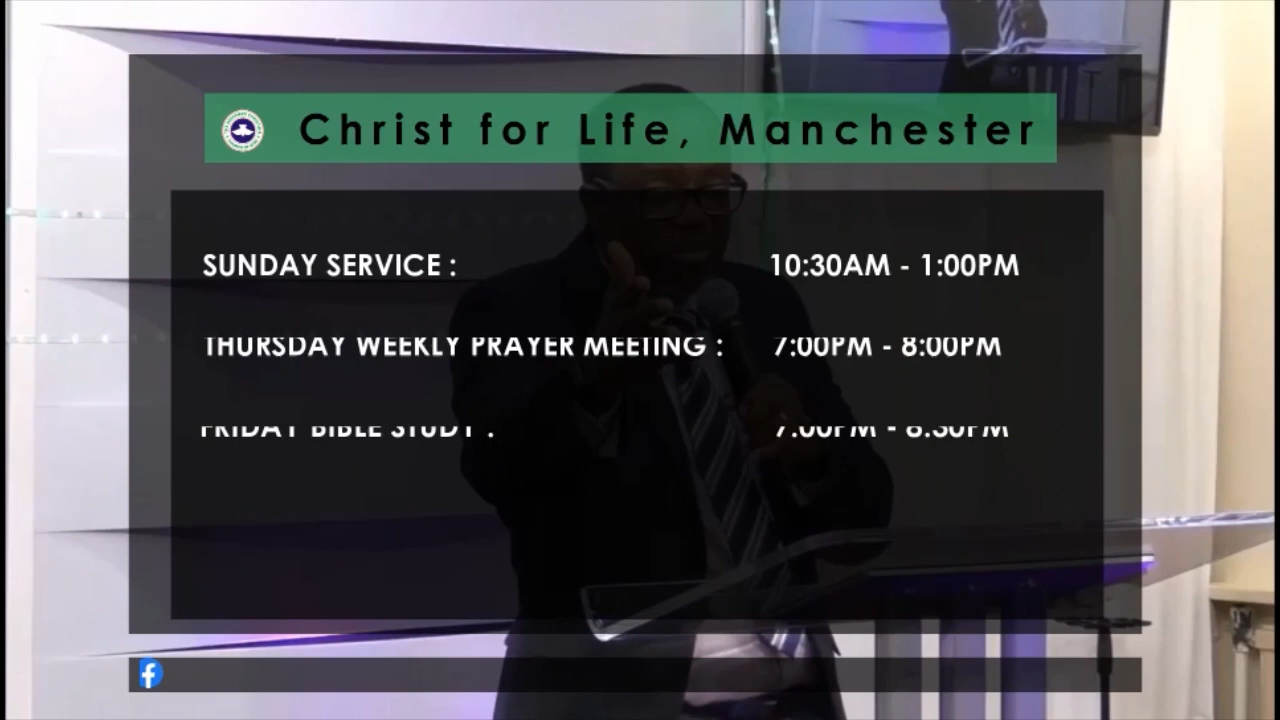 Christ for Life, Manchester
SUNDAY SERVICE : 10:30AM - 1:00PM
THURSDAY WEEKLY PRAYER MEETING : 7:00PM - 8:00PM
FRIDAY BIBLE STUDY : 7:00PM - 8:30PM